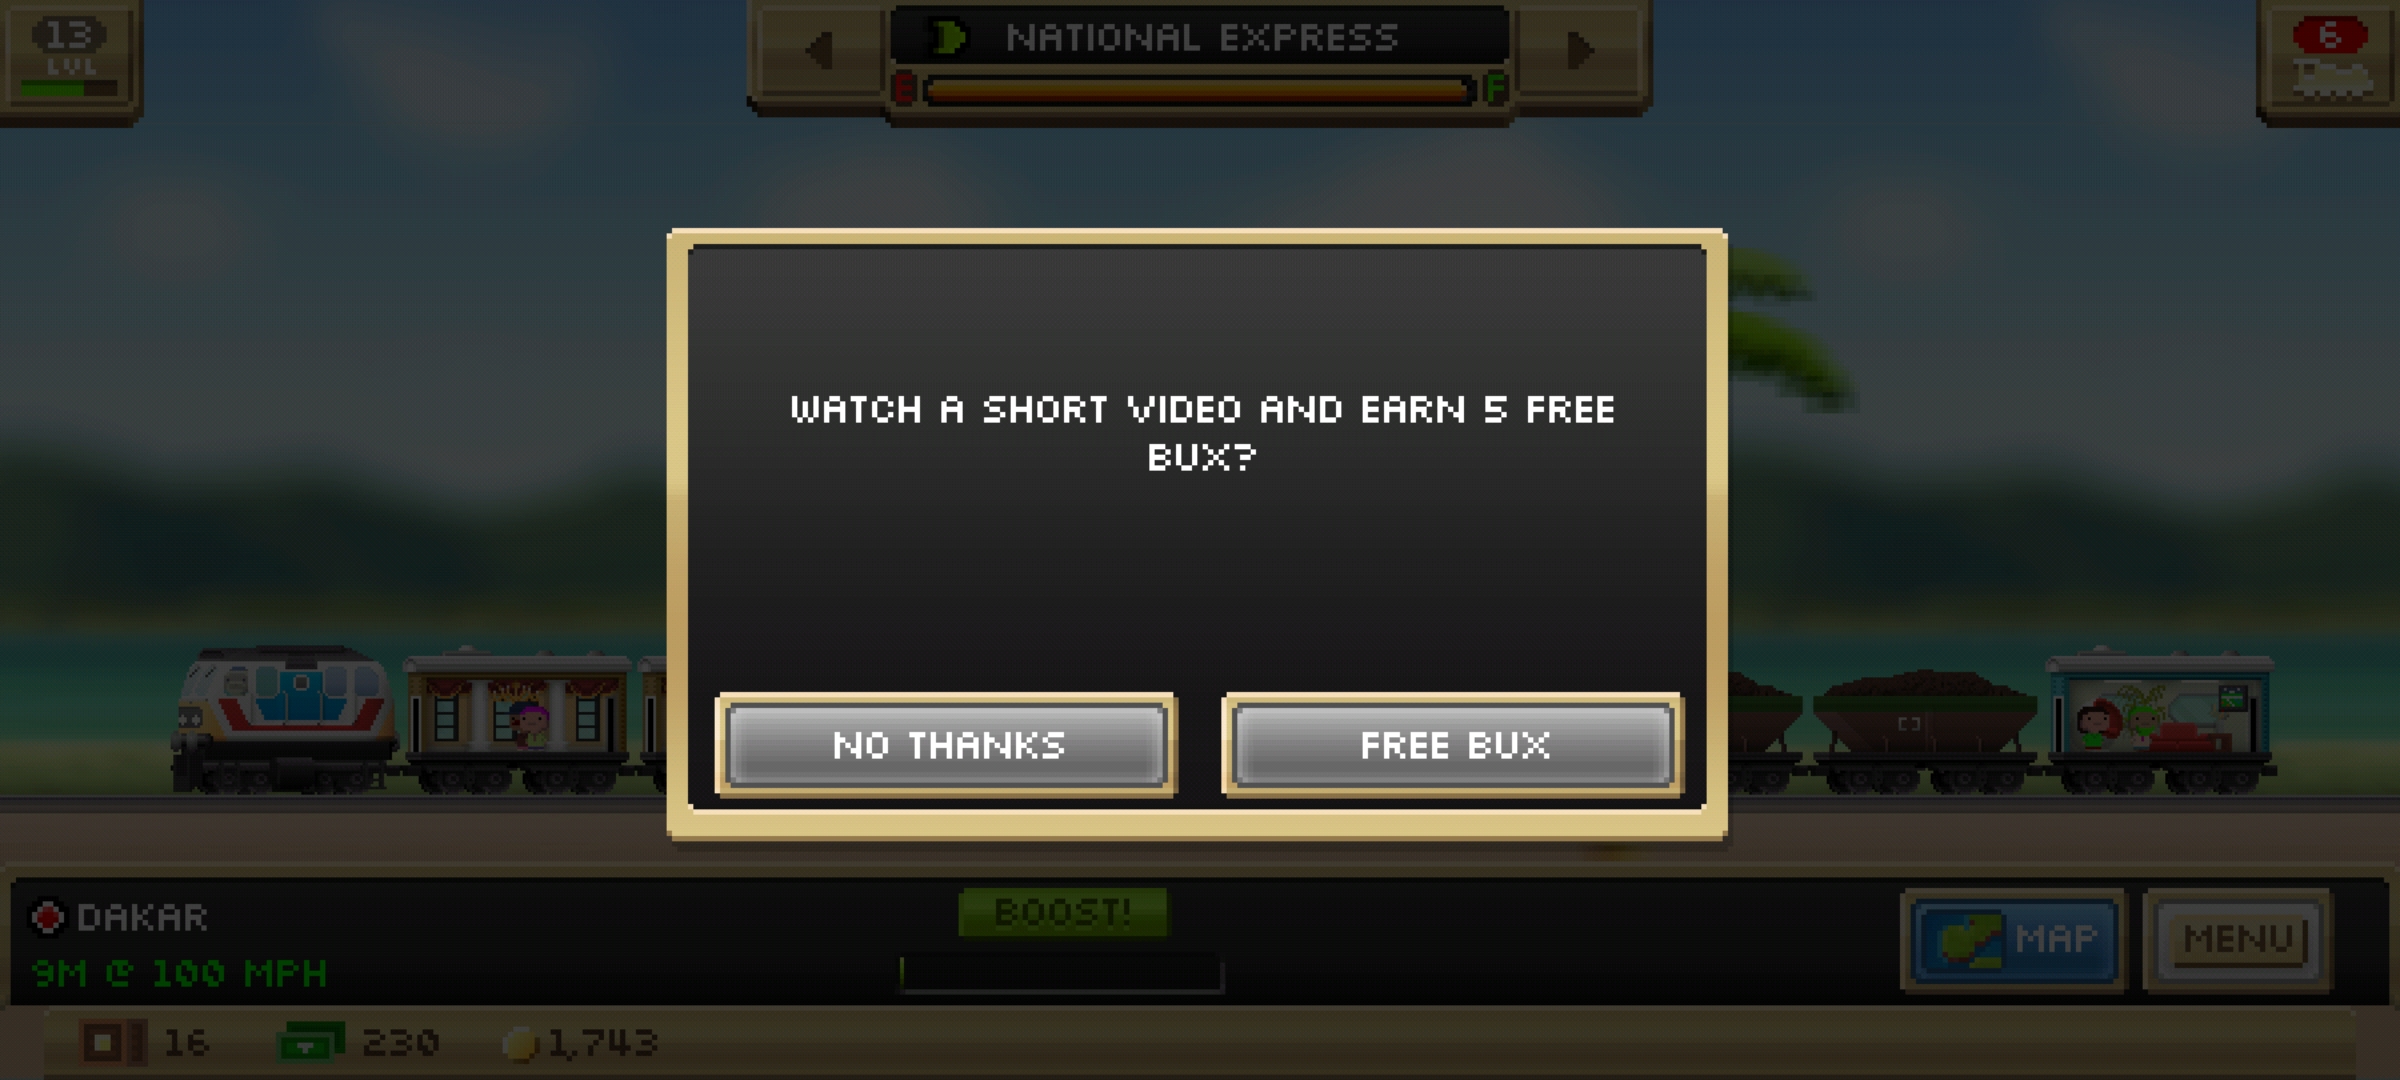 13
LVL
NATIONAL EXPRESS
E F
6
WATCH A SHORT VIDEO AND EARN 5 FREE
BUX?
NO THANKS
FREE BUX
DAKAR
9M @ 100 MPH
BOOST!
MAP
MENU
16 230 1,743